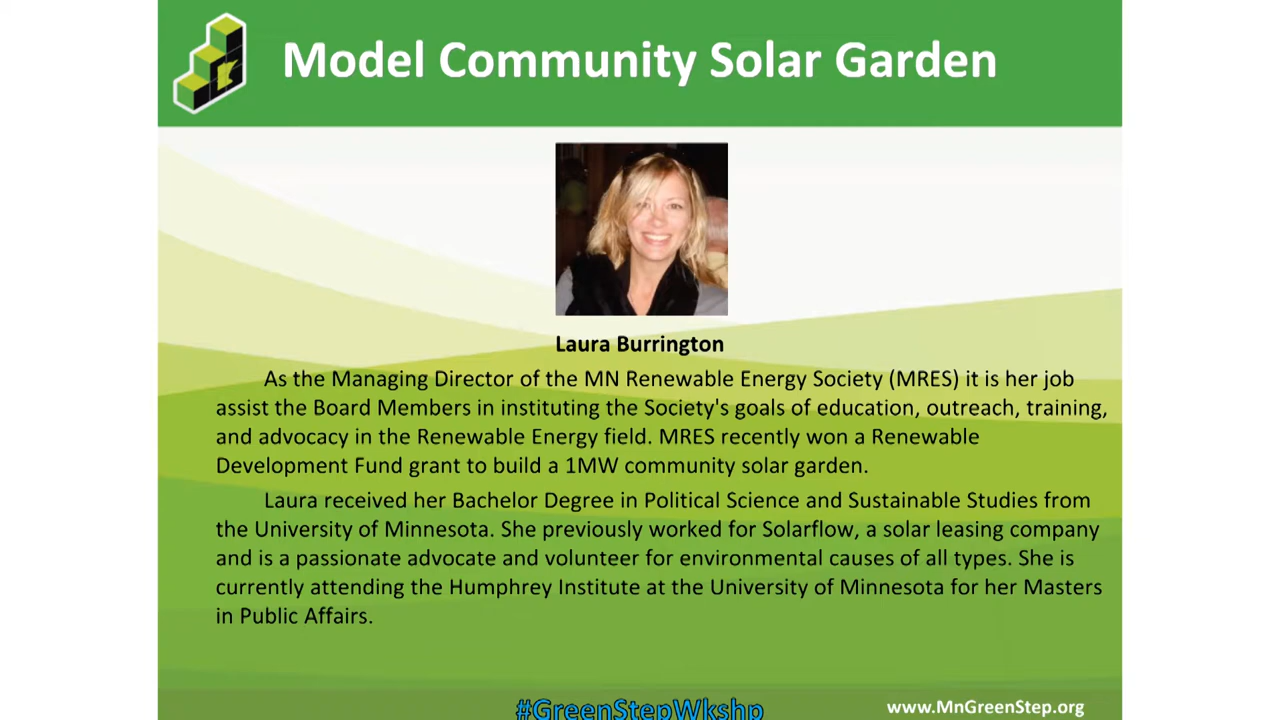 Model Community Solar Garden
Laura Burrington
As the Managing Director of the MN Renewable Energy Society (MRES) it is her job
assist the Board Members in instituting the Society's goals of education, outreach, training,
and advocacy in the Renewable Energy field. MRES recently won a Renewable
Development Fund grant to build a 1MW community solar garden.
Laura received her Bachelor Degree in Political Science and Sustainable Studies from
the University of Minnesota. She previously worked for Solarflow, a solar leasing company
and is a passionate advocate and volunteer for environmental causes of all types. She is
currently attending the Humphrey Institute at the University of Minnesota for her Masters
in Public Affairs.
#GreenStepWkshp
www.MnGreenStep.org